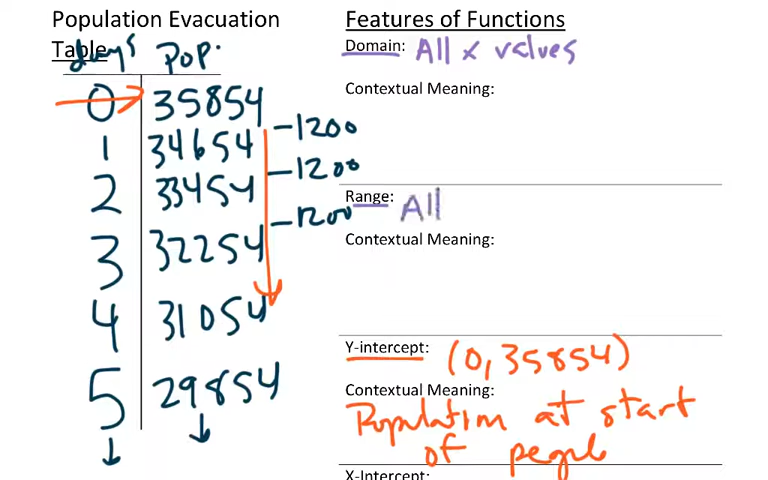 Population Evacuation
Table
days Pop.
0 35854
-1200
1 34654
-1200
2 33454
-1200
3 32254
4 31054
5 29854
Features of Functions
Domain: All x values
Contextual Meaning:
Range: All
Contextual Meaning:
Y-intercept: (0, 35854)
Contextual Meaning:
Population at start
of people
X-Intercept: